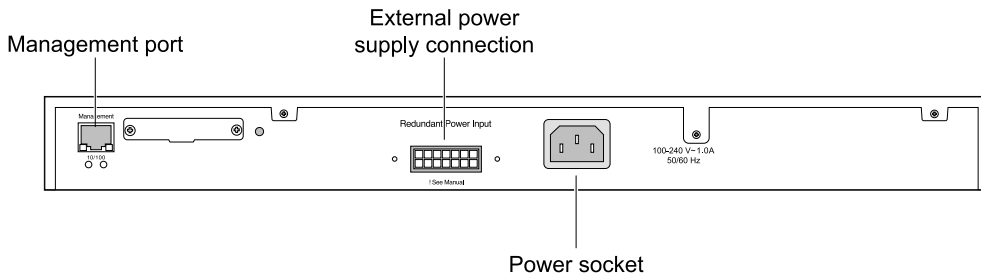 External power
supply connection
Management port
Management
10/100
Redundant Power Input
! See Manual
100-240 V~1.0A
50/60 Hz
Power socket